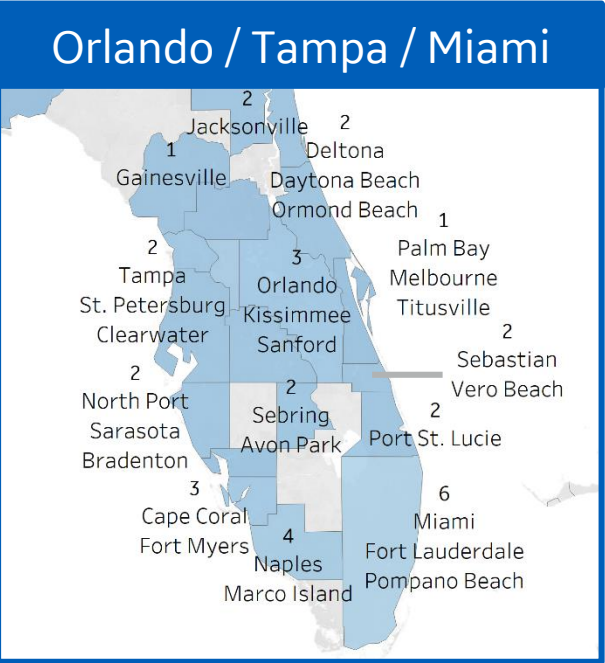 Orlando / Tampa / Miami
2
Jacksonville
2
Deltona
Daytona Beach
Ormond Beach
1
Gainesville
1
Palm Bay
Melbourne
Titusville
2
Tampa
St. Petersburg
Clearwater
3
Orlando
Kissimmee
Sanford
2
Sebastian
Vero Beach
2
North Port
Sarasota
Bradenton
2
Sebring
Avon Park
2
Port St. Lucie
3
Cape Coral
Fort Myers
4
Naples
Marco Island
6
Miami
Fort Lauderdale
Pompano Beach